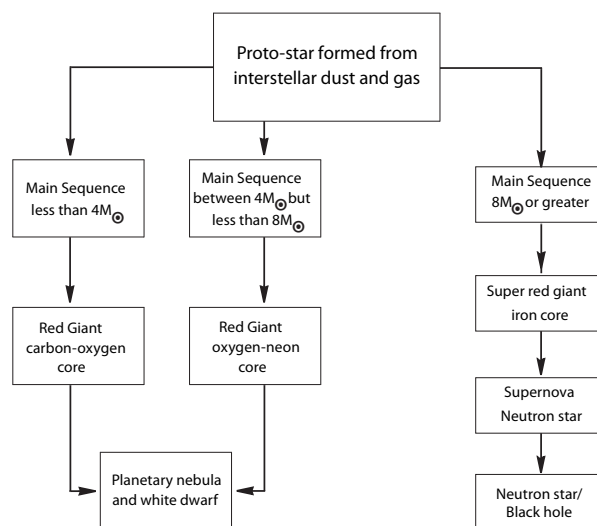 Proto-star formed from
interstellar dust and gas
Main Sequence
less than 4M☉
Main Sequence
between 4M☉ but
less than 8M☉
Main Sequence
8M☉ or greater
Red Giant
carbon-oxygen
core
Red Giant
oxygen-neon
core
Super red giant
iron core
Supernova
Neutron star
Planetary nebula
and white dwarf
Neutron star/
Black hole